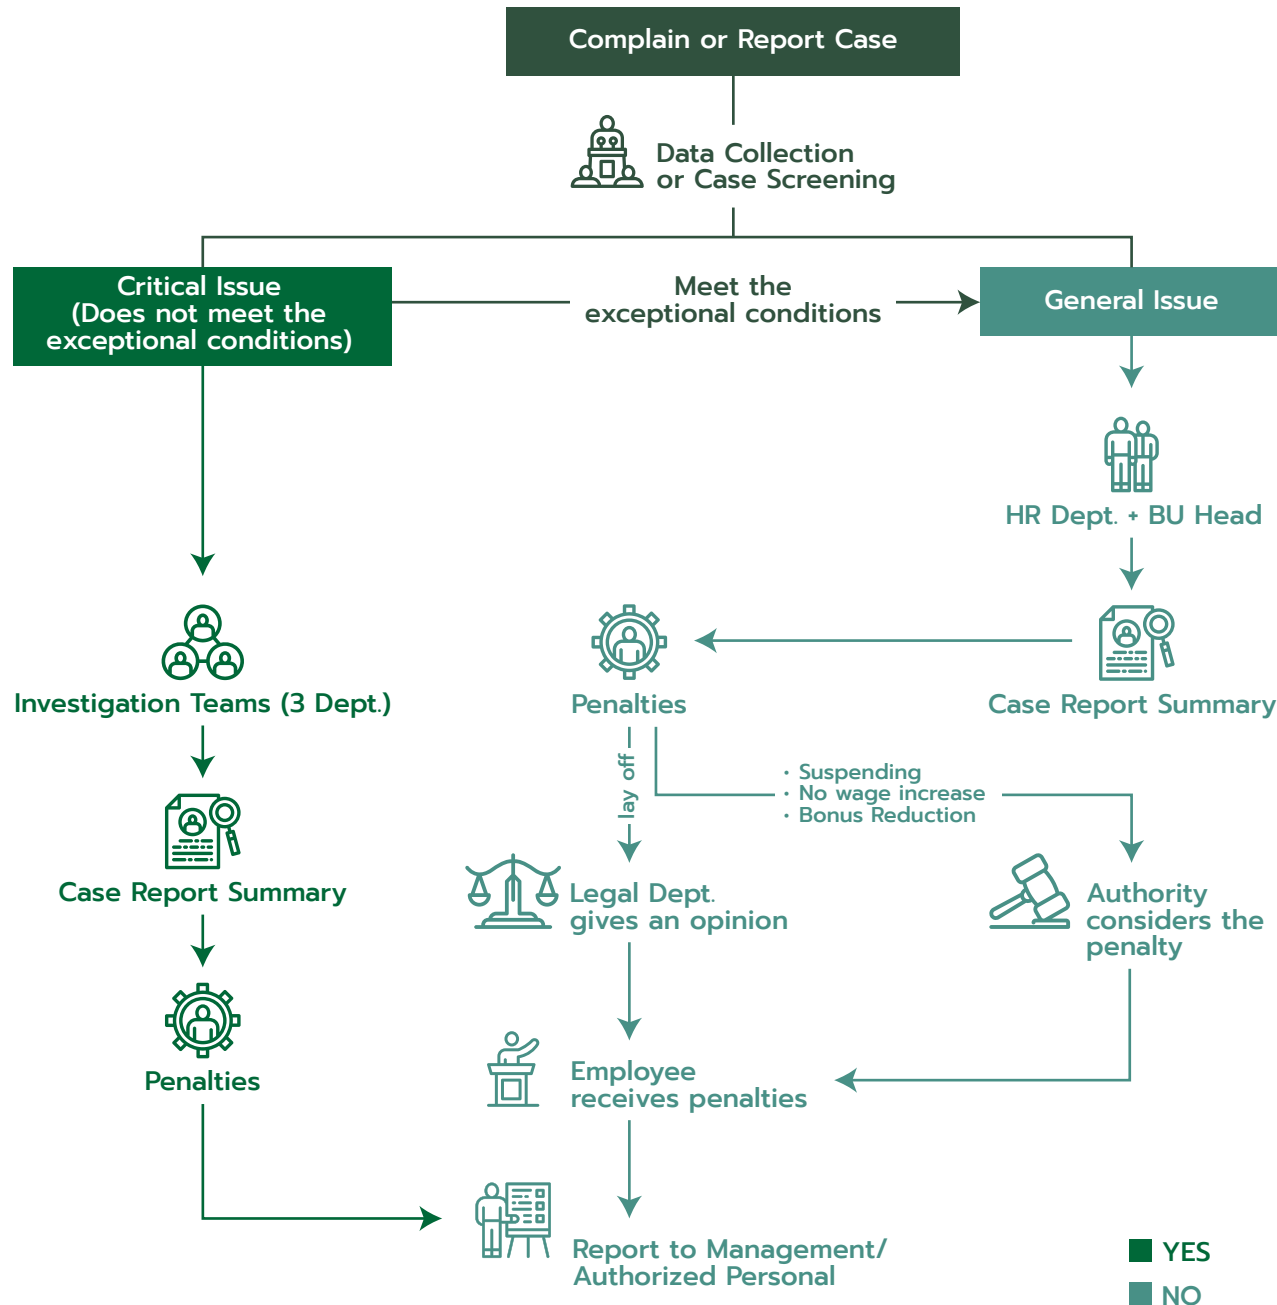 Complain or Report Case
Data Collection
or Case Screening
Critical Issue
(Does not meet the
exceptional conditions)
Meet the
exceptional conditions
General Issue
HR Dept. + BU Head
Investigation Teams (3 Dept.)
Penalties
Case Report Summary
lay off
• Suspending
• No wage increase
• Bonus Reduction
Case Report Summary
Legal Dept.
gives an opinion
Authority
considers the
penalty
Penalties
Employee
receives penalties
Report to Management/
Authorized Personal
YES
NO